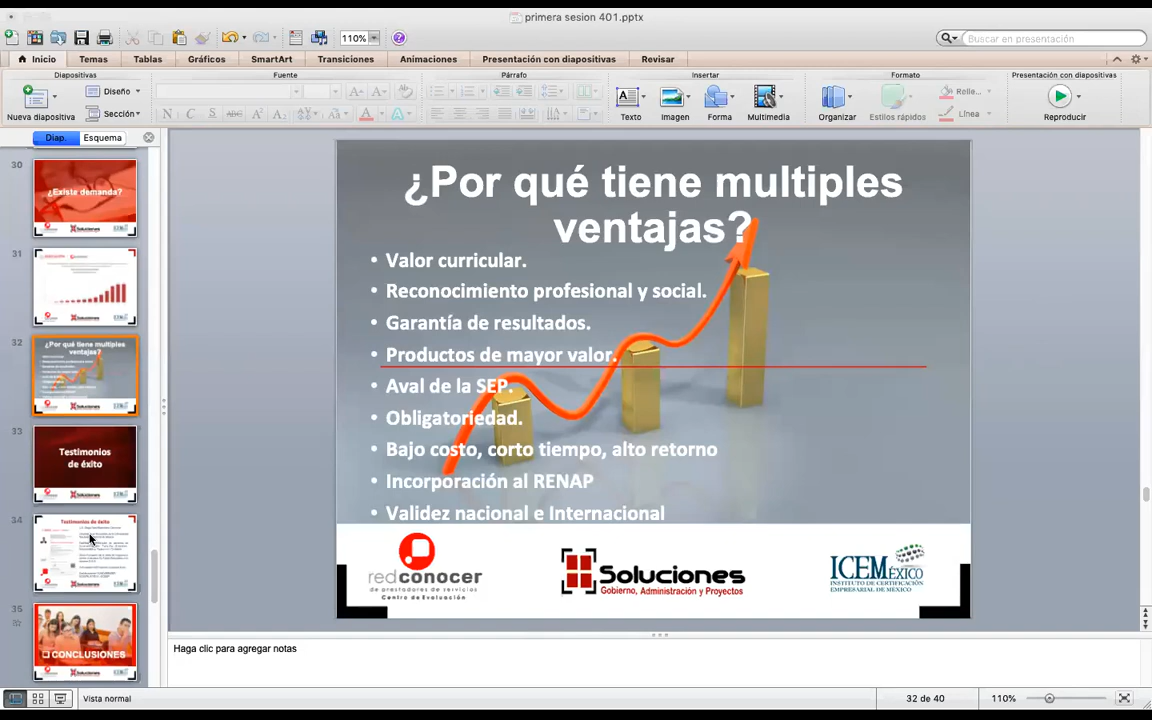 primera sesion 401.pptx
110%
Buscar en presentación
Inicio
Temas
Tablas
Gráficos
SmartArt
Transiciones
Animaciones
Presentación con diapositivas
Revisar
Diapositivas
Fuente
Párrafo
Insertar
Formato
Presentación con diapositivas
Nueva diapositiva
Diseño
Sección
Texto
Imagen
Forma
Multimedia
Organizar
Estilos rápidos
Relle...
Línea
Reproducir
Diap.
Esquema
30
¿Existe demanda?
31
32
¿Por qué tiene multiples
ventajas?
33
Testimonios
de éxito
34
Testimonios de éxito
35
CONCLUSIONES
¿Por qué tiene multiples
ventajas?
• Valor curricular.
• Reconocimiento profesional y social.
• Garantía de resultados.
• Productos de mayor valor.
• Aval de la SEP.
• Obligatoriedad.
• Bajo costo, corto tiempo, alto retorno
• Incorporación al RENAP
• Validez nacional e Internacional
redconocer
de prestadores de servicios
Centro de Evaluación
Soluciones
Gobierno, Administración y Proyectos
ICEMÉXICO
INSTITUTO DE CERTIFICACIÓN
EMPRESARIAL DE MÉXICO
Haga clic para agregar notas
Vista normal
32 de 40
110%